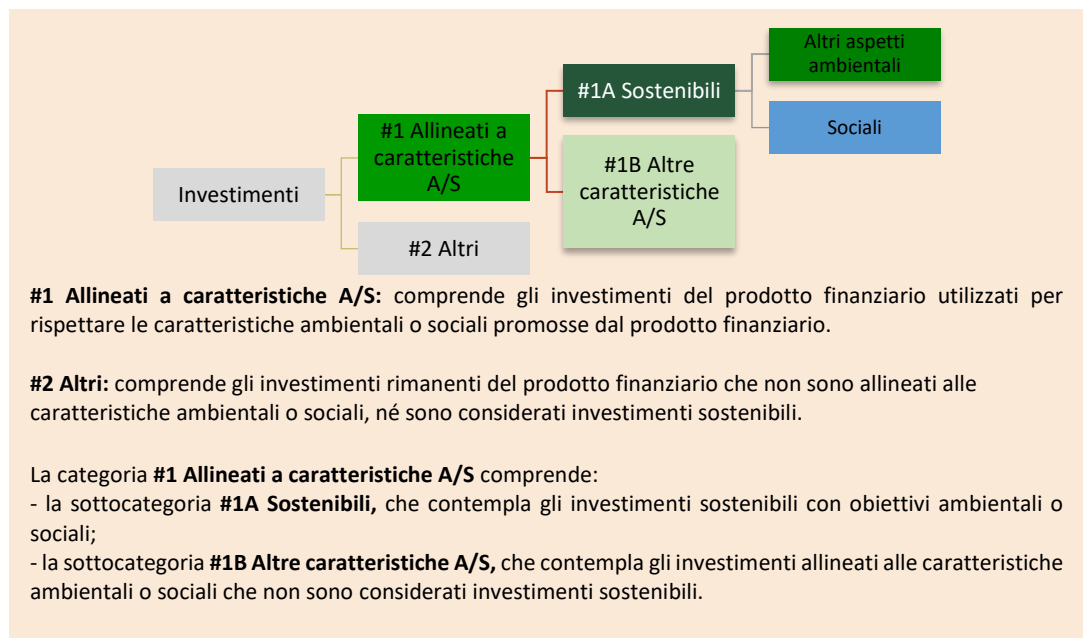 Altri aspetti
ambientali
#1A Sostenibili
Sociali
#1 Allineati a
caratteristiche
A/S
#1B Altre
caratteristiche
A/S
Investimenti
#2 Altri
#1 Allineati a caratteristiche A/S: comprende gli investimenti del prodotto finanziario utilizzati per
rispettare le caratteristiche ambientali o sociali promosse dal prodotto finanziario.
#2 Altri: comprende gli investimenti rimanenti del prodotto finanziario che non sono allineati alle
caratteristiche ambientali o sociali, né sono considerati investimenti sostenibili.
La categoria #1 Allineati a caratteristiche A/S comprende:
- la sottocategoria #1A Sostenibili, che contempla gli investimenti sostenibili con obiettivi ambientali o
sociali;
- la sottocategoria #1B Altre caratteristiche A/S, che contempla gli investimenti allineati alle caratteristiche
ambientali o sociali che non sono considerati investimenti sostenibili.